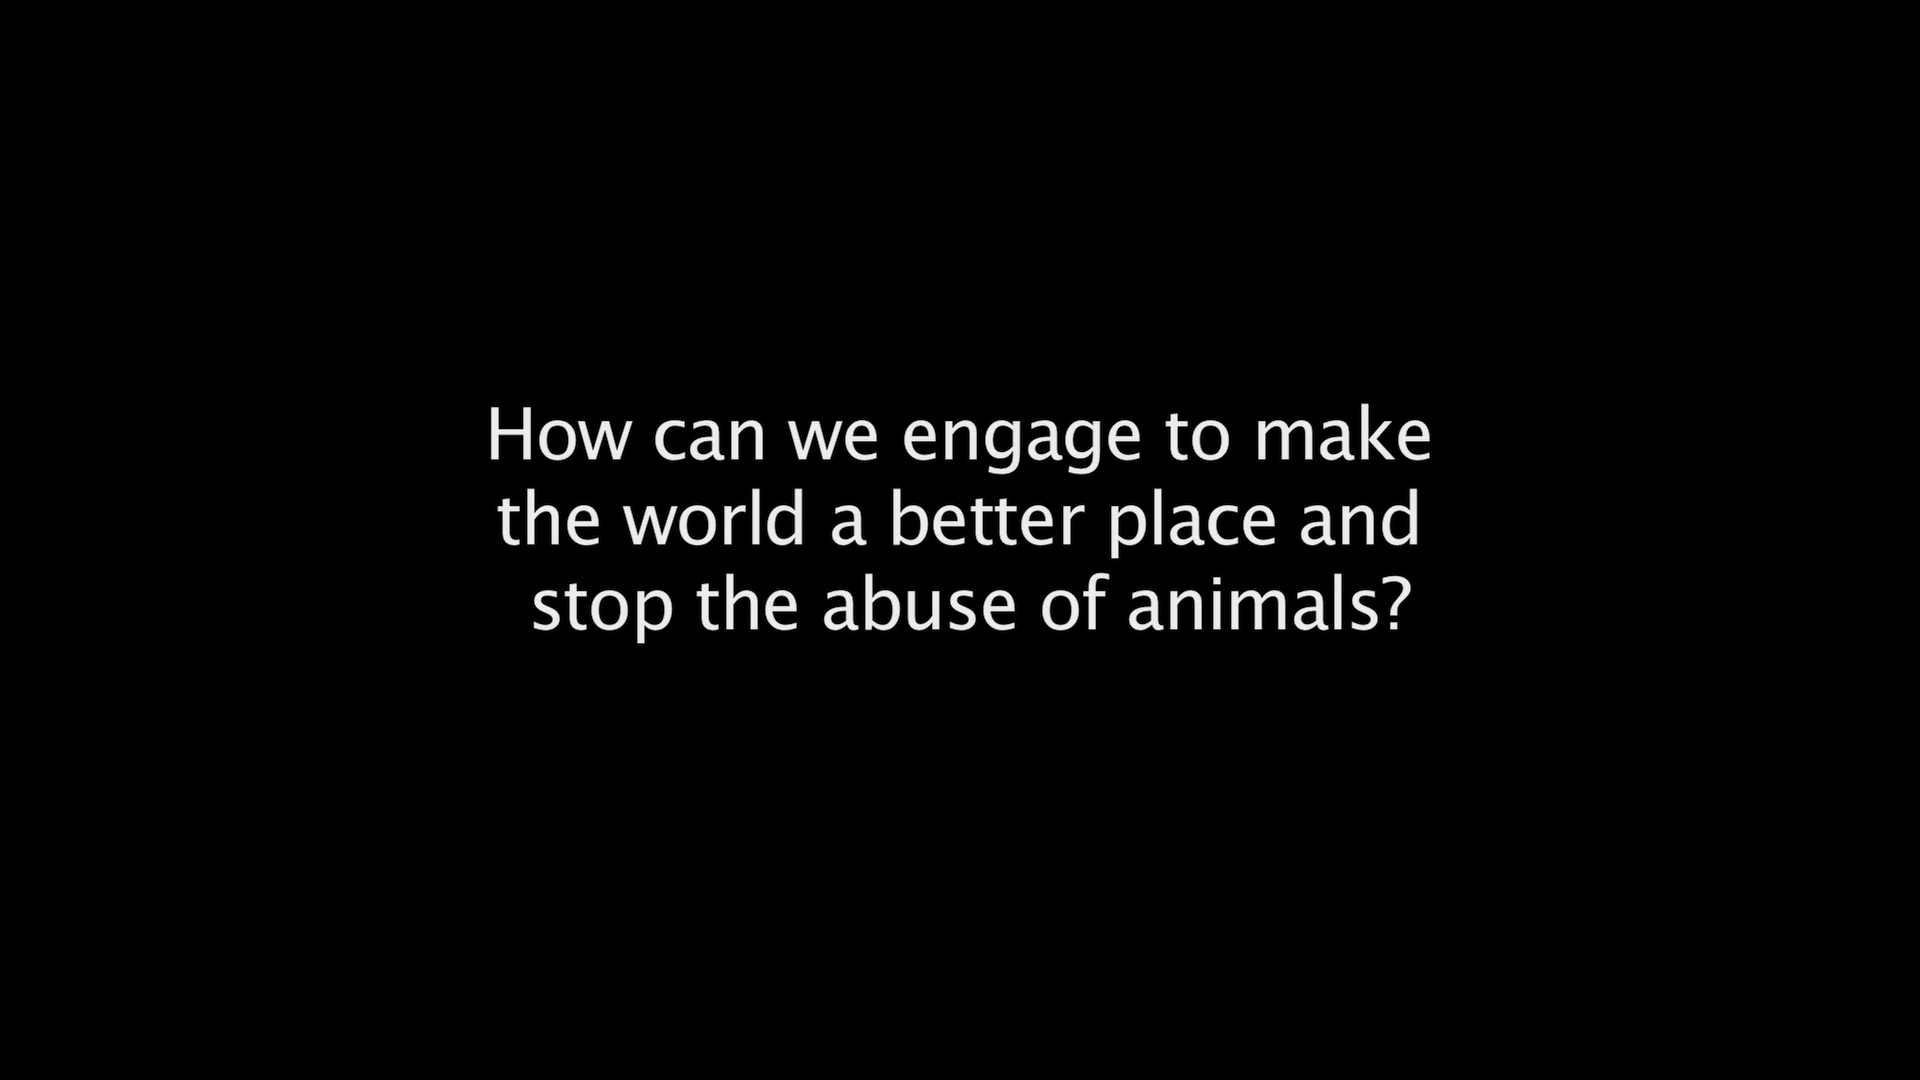 How can we engage to make
the world a better place and
stop the abuse of animals?